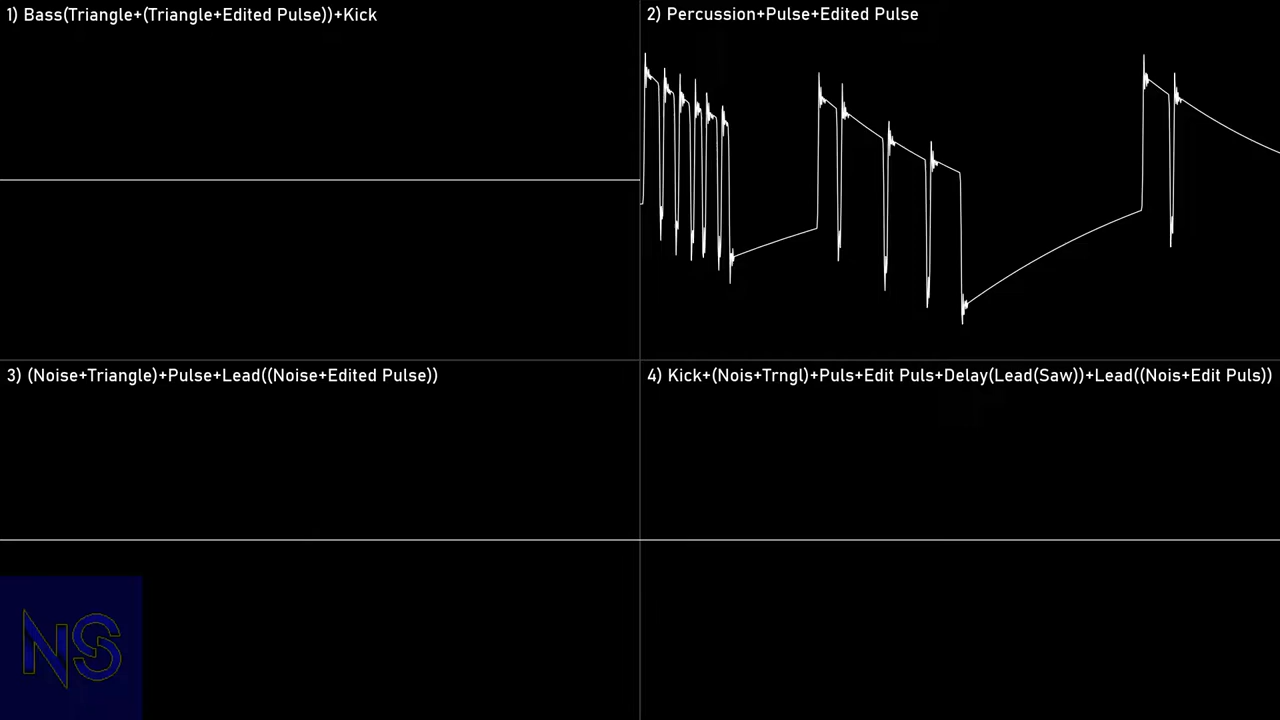 1) Bass(Triangle+(Triangle+Edited Pulse))+Kick
2) Percussion+Pulse+Edited Pulse
3) (Noise+Triangle)+Pulse+Lead((Noise+Edited Pulse))
4) Kick+(Nois+Trngl)+Puls+Edit Puls+Delay(Lead(Saw))+Lead((Nois+Edit Puls))
NS